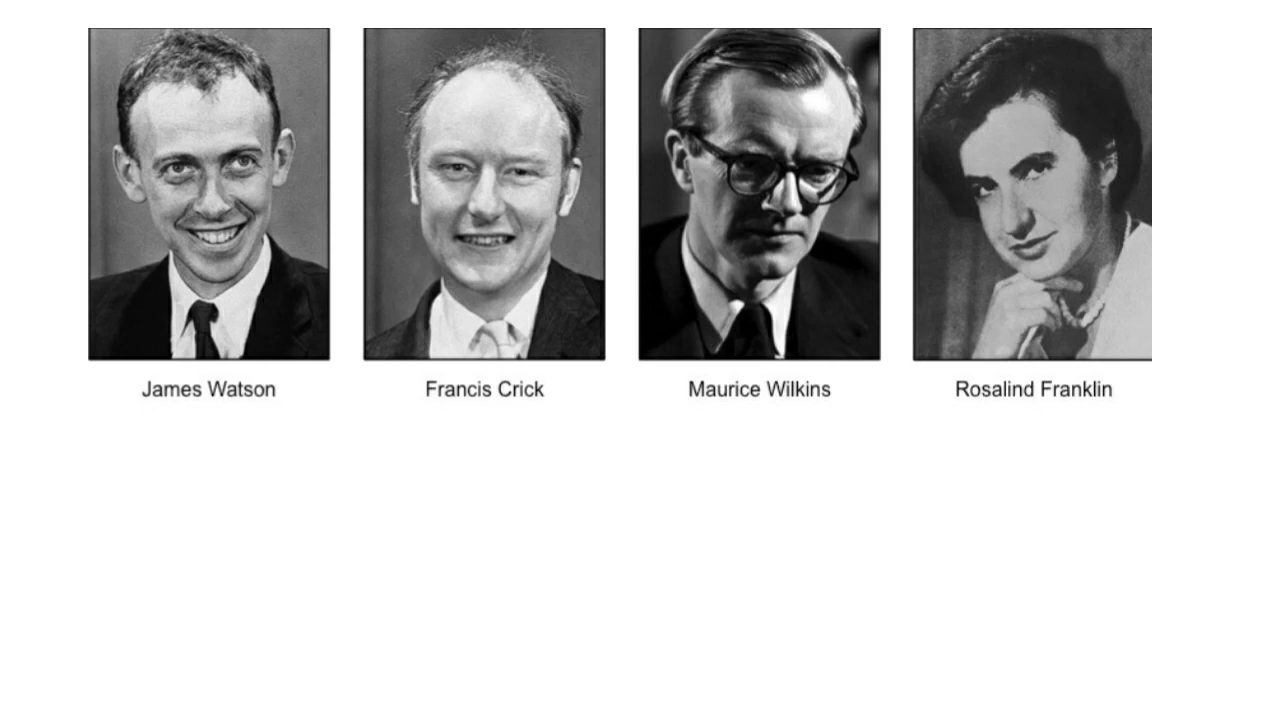 James Watson
Francis Crick
Maurice Wilkins
Rosalind Franklin